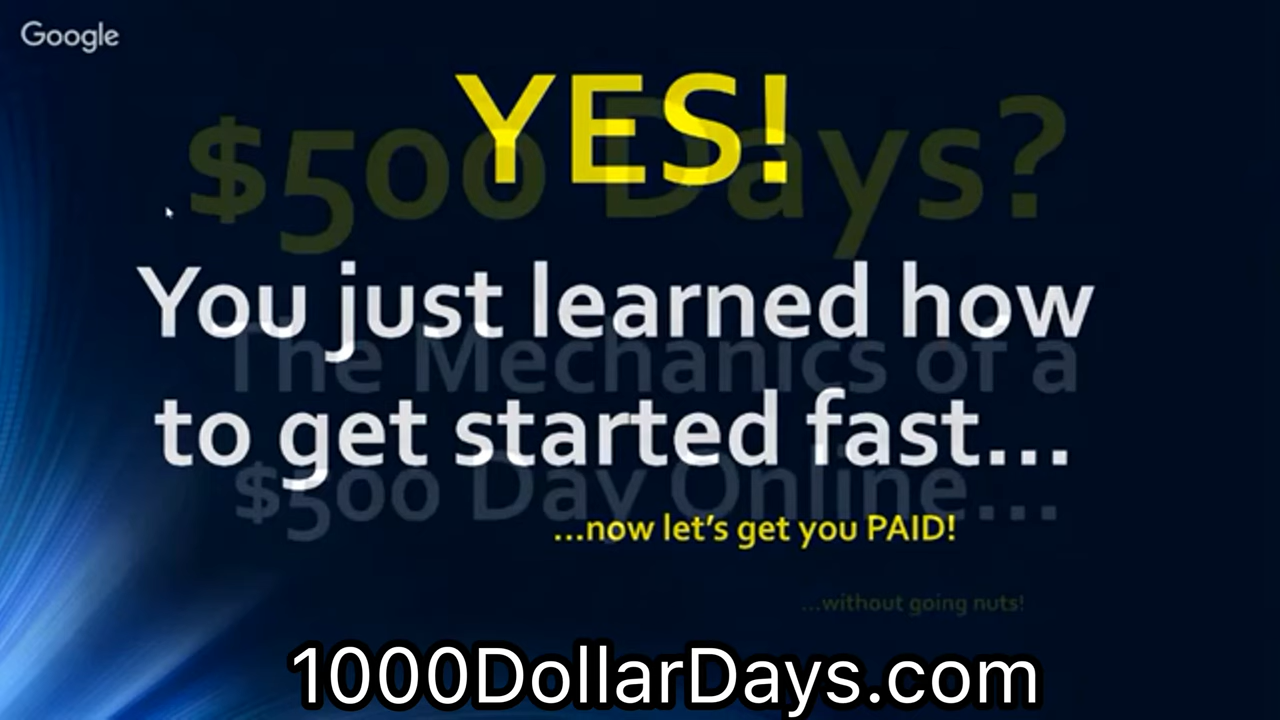 Google
YES!
$500 Days?
You just learned how
The Mechanics of a
to get started fast...
$500 Day Online...
...now let's get you PAID!
...without going nuts!
1000DollarDays.com